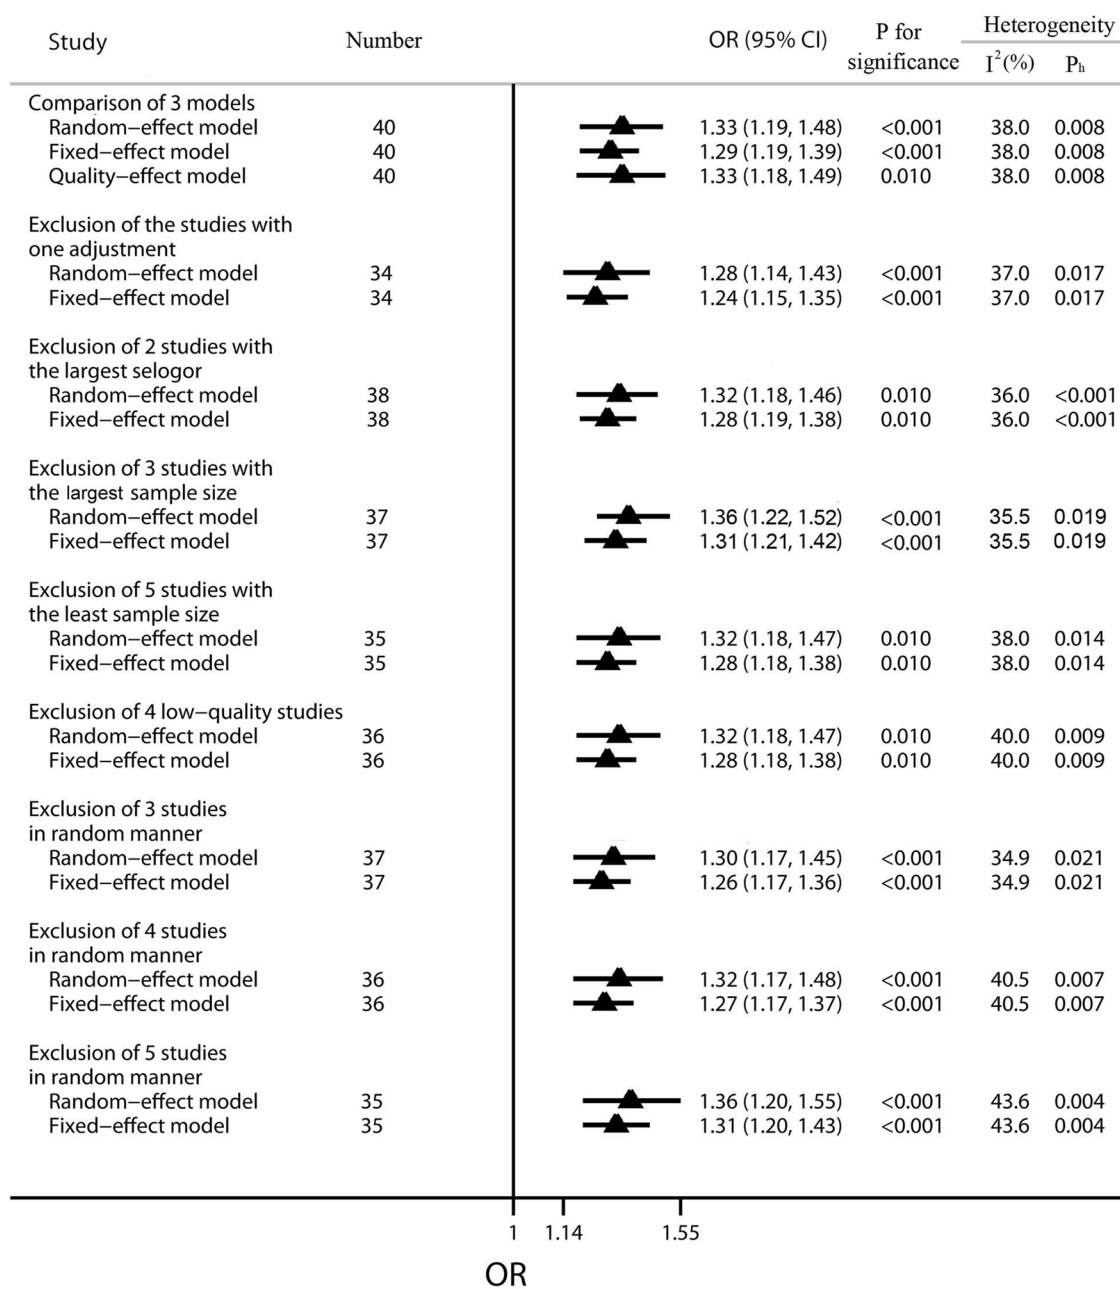 Study Number OR (95% CI) P for significance Heterogeneity
I²(%) Ph
Comparison of 3 models
Random−effect model 40 1.33 (1.19, 1.48) <0.001 38.0 0.008
Fixed−effect model 40 1.29 (1.19, 1.39) <0.001 38.0 0.008
Quality−effect model 40 1.33 (1.18, 1.49) 0.010 38.0 0.008
Exclusion of the studies with
one adjustment
Random−effect model 34 1.28 (1.14, 1.43) <0.001 37.0 0.017
Fixed−effect model 34 1.24 (1.15, 1.35) <0.001 37.0 0.017
Exclusion of 2 studies with
the largest selogor
Random−effect model 38 1.32 (1.18, 1.46) 0.010 36.0 <0.001
Fixed−effect model 38 1.28 (1.19, 1.38) 0.010 36.0 <0.001
Exclusion of 3 studies with
the largest sample size
Random−effect model 37 1.36 (1.22, 1.52) <0.001 35.5 0.019
Fixed−effect model 37 1.31 (1.21, 1.42) <0.001 35.5 0.019
Exclusion of 5 studies with
the least sample size
Random−effect model 35 1.32 (1.18, 1.47) 0.010 38.0 0.014
Fixed−effect model 35 1.28 (1.18, 1.38) 0.010 38.0 0.014
Exclusion of 4 low−quality studies
Random−effect model 36 1.32 (1.18, 1.47) 0.010 40.0 0.009
Fixed−effect model 36 1.28 (1.18, 1.38) 0.010 40.0 0.009
Exclusion of 3 studies
in random manner
Random−effect model 37 1.30 (1.17, 1.45) <0.001 34.9 0.021
Fixed−effect model 37 1.26 (1.17, 1.36) <0.001 34.9 0.021
Exclusion of 4 studies
in random manner
Random−effect model 36 1.32 (1.17, 1.48) <0.001 40.5 0.007
Fixed−effect model 36 1.27 (1.17, 1.37) <0.001 40.5 0.007
Exclusion of 5 studies
in random manner
Random−effect model 35 1.36 (1.20, 1.55) <0.001 43.6 0.004
Fixed−effect model 35 1.31 (1.20, 1.43) <0.001 43.6 0.004
1 1.14 1.55
OR